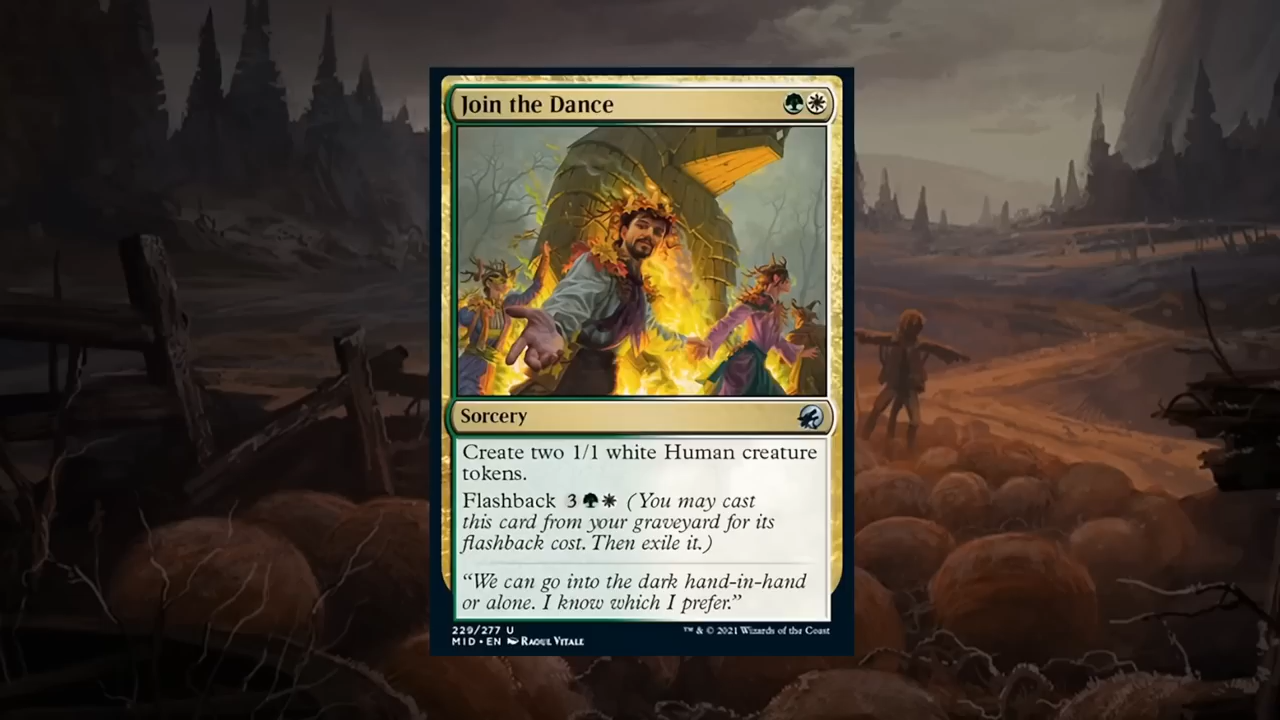 Join the Dance
Sorcery
Create two 1/1 white Human creature
tokens.
Flashback 3 (You may cast
this card from your graveyard for its
flashback cost. Then exile it.)
“We can go into the dark hand-in-hand
or alone. I know which I prefer.”
229/277 U
MID • EN Raoul Vitale
™ & © 2021 Wizards of the Coast